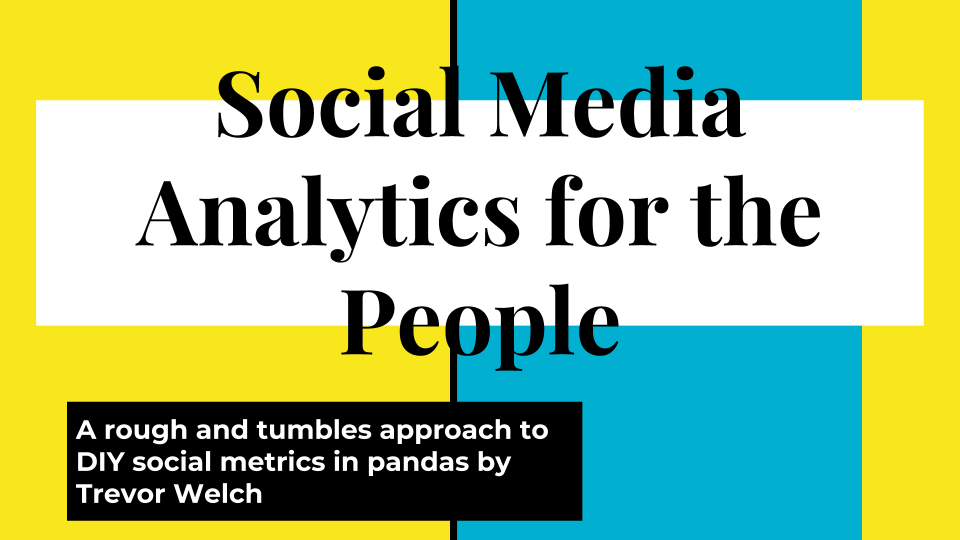 Social Media
Analytics for the
People
A rough and tumbles approach to
DIY social metrics in pandas by
Trevor Welch